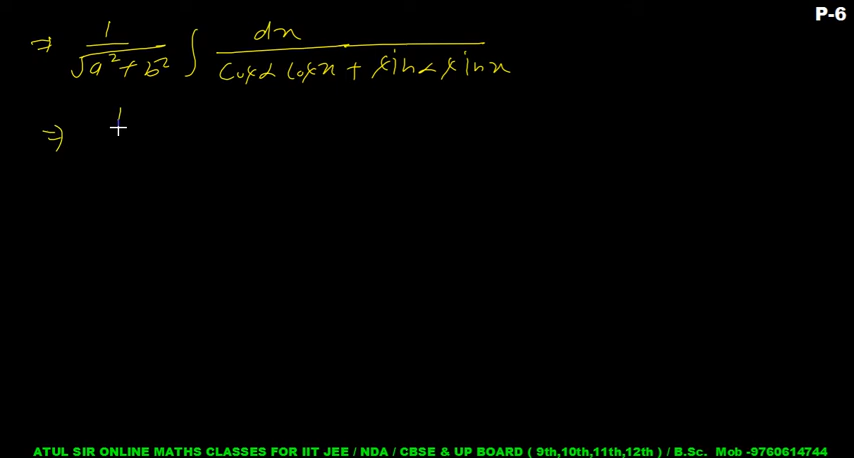 P-6
⇒ 1/√(a² + b²) ∫ dx / (cosα cosx + sinα sinx)
⇒ 1
ATUL SIR ONLINE MATHS CLASSES FOR IIT JEE / NDA / CBSE & UP BOARD ( 9th,10th,11th,12th ) / B.Sc. Mob -9760614744